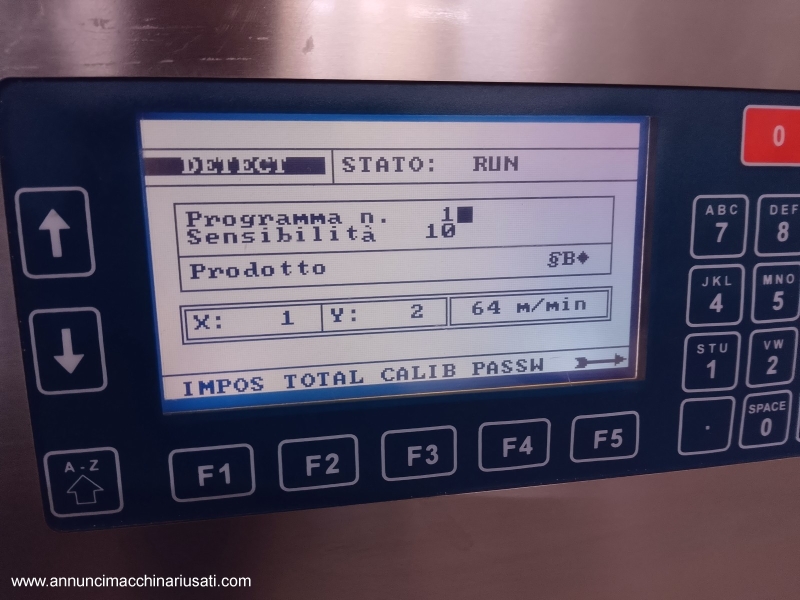 DETECT STATO: RUN
Programma n. 1
Sensibilità 10
Prodotto §B◆
X: 1 Y: 2 64 m/min
IMPOS TOTAL CALIB PASSW
A - Z
F1 F2 F3 F4 F5
0
ABC 7
DEF 8
JKL 4
MNO 5
STU 1
VW 2
.
SPACE 0
www.annuncimacchinariusati.com